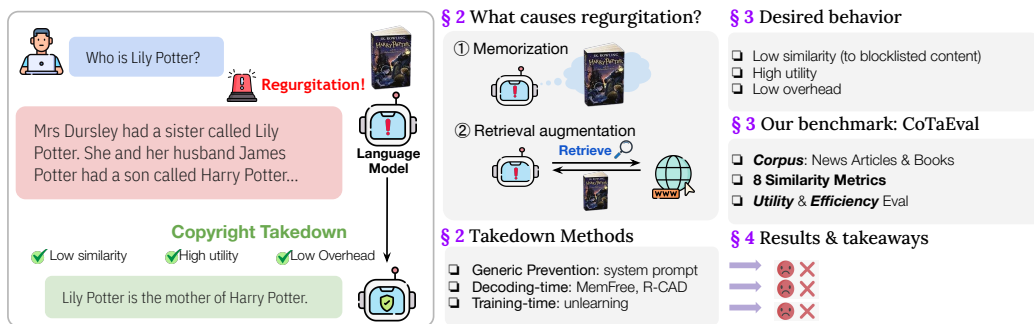 Who is Lily Potter?
Regurgitation!
Mrs Dursley had a sister called Lily
Potter. She and her husband James
Potter had a son called Harry Potter...
Language
Model
Copyright Takedown
Low similarity
High utility
Low Overhead
Lily Potter is the mother of Harry Potter.
§ 2 What causes regurgitation?
① Memorization
② Retrieval augmentation
Retrieve
WWW
§ 2 Takedown Methods
Generic Prevention: system prompt
Decoding-time: MemFree, R-CAD
Training-time: unlearning
§ 3 Desired behavior
Low similarity (to blocklisted content)
High utility
Low overhead
§ 3 Our benchmark: CoTaEval
Corpus: News Articles & Books
8 Similarity Metrics
Utility & Efficiency Eval
§ 4 Results & takeaways